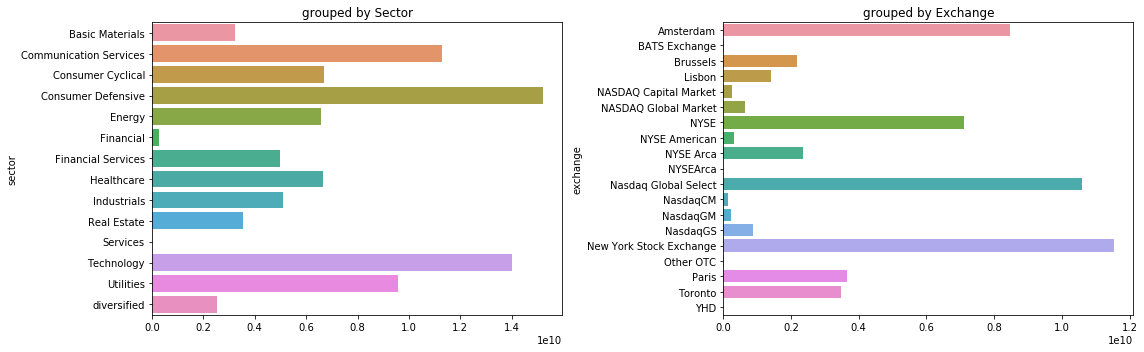 grouped by Sector
sector
Basic Materials
Communication Services
Consumer Cyclical
Consumer Defensive
Energy
Financial
Financial Services
Healthcare
Industrials
Real Estate
Services
Technology
Utilities
diversified
0.0 0.2 0.4 0.6 0.8 1.0 1.2 1.4
1e10
grouped by Exchange
exchange
Amsterdam
BATS Exchange
Brussels
Lisbon
NASDAQ Capital Market
NASDAQ Global Market
NYSE
NYSE American
NYSE Arca
NYSEArca
Nasdaq Global Select
NasdaqCM
NasdaqGM
NasdaqGS
New York Stock Exchange
Other OTC
Paris
Toronto
YHD
0.0 0.2 0.4 0.6 0.8 1.0 1.2
1e10